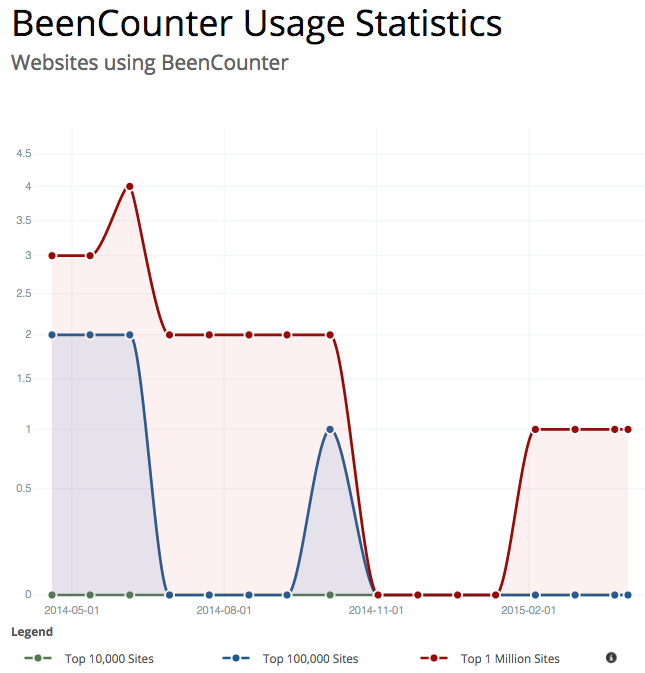 BeenCounter Usage Statistics
Websites using BeenCounter
4.5
4
3.5
3
2.5
2
1.5
1
0.5
0
2014-05-01 2014-08-01 2014-11-01 2015-02-01
Legend
Top 10,000 Sites Top 100,000 Sites Top 1 Million Sites i